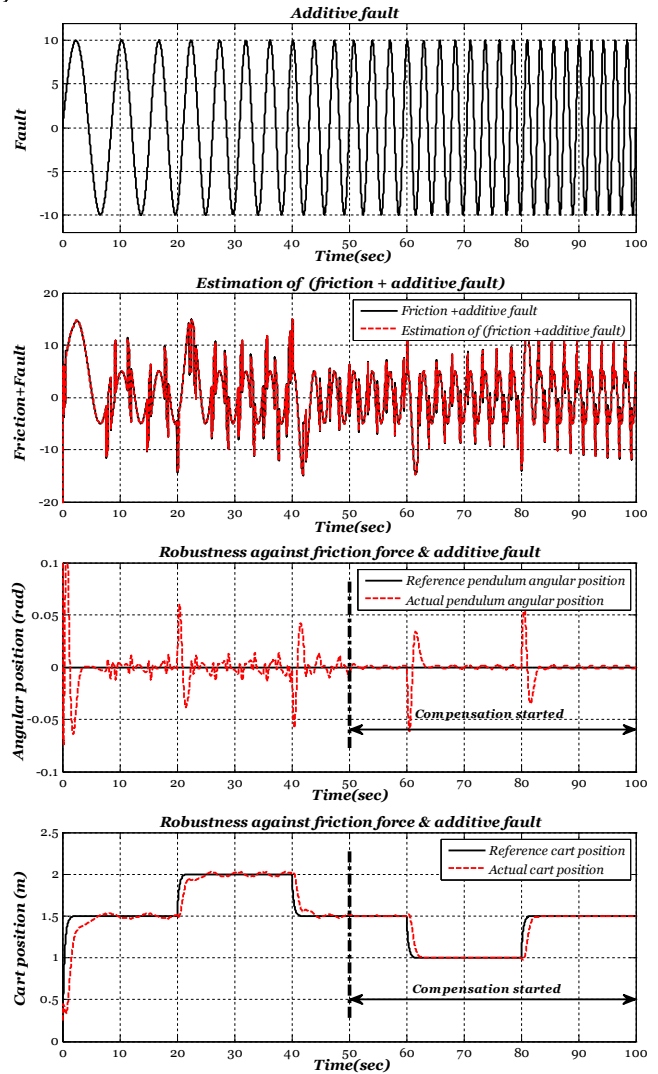 Additive fault
10
5
0
-5
-10
Fault
0 10 20 30 40 50 60 70 80 90 100
Time(sec)
Estimation of (friction + additive fault)
20
10
0
-10
-20
Friction+Fault
Friction +additive fault
Estimation of (friction +additive fault)
0 10 20 30 40 50 60 70 80 90 100
Time(sec)
Robustness against friction force & additive fault
0.1
0.05
0
-0.05
-0.1
Angular position (rad)
Reference pendulum angular position
Actual pendulum angular position
Compensation started
0 10 20 30 40 50 60 70 80 90 100
Time(sec)
Robustness against friction force & additive fault
2.5
2
1.5
1
0.5
0
Cart position (m)
Reference cart position
Actual cart position
Compensation started
0 10 20 30 40 50 60 70 80 90 100
Time(sec)